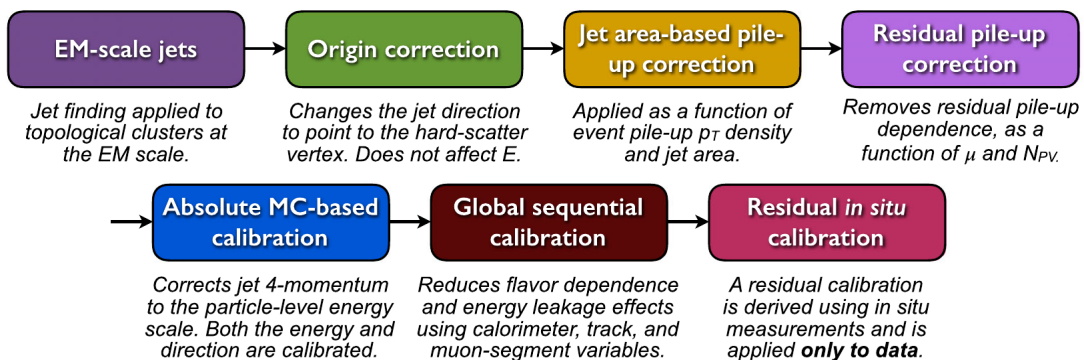 EM-scale jets
Jet finding applied to
topological clusters at
the EM scale.
Origin correction
Changes the jet direction
to point to the hard-scatter
vertex. Does not affect E.
Jet area-based pile-
up correction
Applied as a function of
event pile-up pT density
and jet area.
Residual pile-up
correction
Removes residual pile-up
dependence, as a
function of μ and NPV.
Absolute MC-based
calibration
Corrects jet 4-momentum
to the particle-level energy
scale. Both the energy and
direction are calibrated.
Global sequential
calibration
Reduces flavor dependence
and energy leakage effects
using calorimeter, track, and
muon-segment variables.
Residual in situ
calibration
A residual calibration
is derived using in situ
measurements and is
applied only to data.